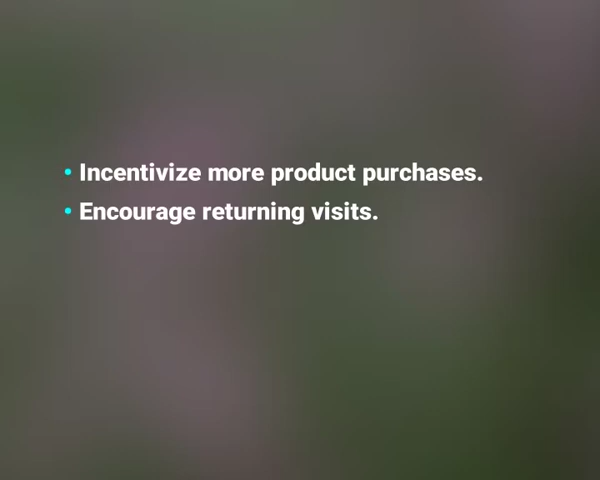 • Incentivize more product purchases.
• Encourage returning visits.